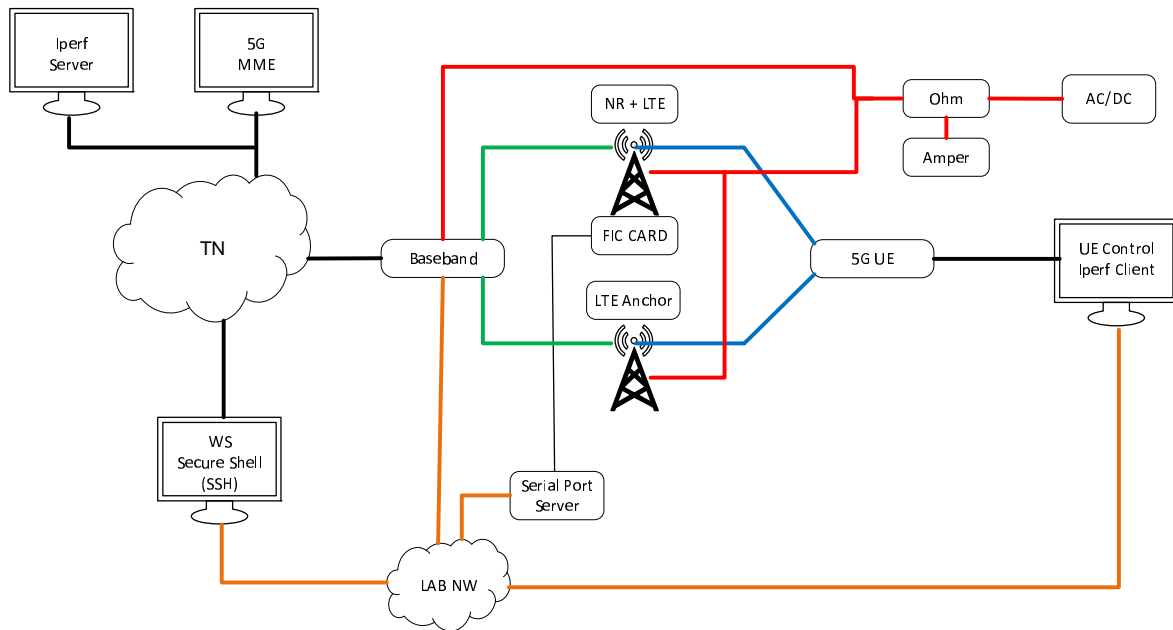 Iperf
Server
5G
MME
NR + LTE
Ohm
AC/DC
Amper
TN
Baseband
FIC CARD
5G UE
UE Control
Iperf Client
LTE Anchor
WS
Secure Shell
(SSH)
Serial Port
Server
LAB NW